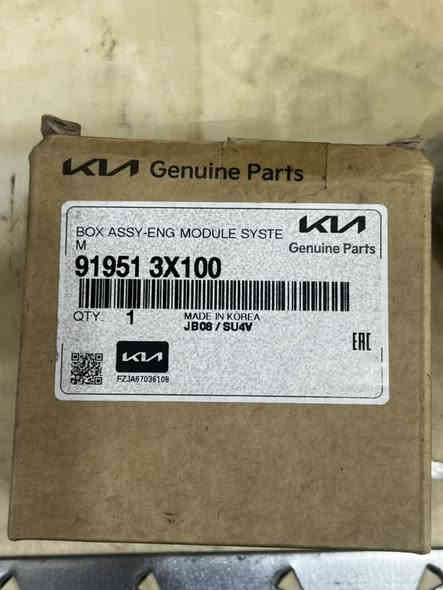 KIA Genuine Parts
BOX ASSY-ENG MODULE SYSTE
M
KIA
Genuine Parts
91951 3X100
QTY. 1
MADE IN KOREA
JB08 / SU4V
EAC
KIA
PZJA67036108